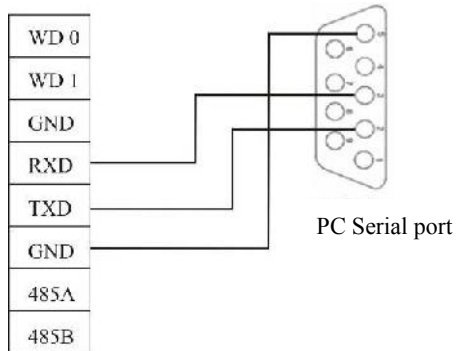 WD 0
WD 1
GND
RXD
TXD
GND
485A
485B
PC Serial port